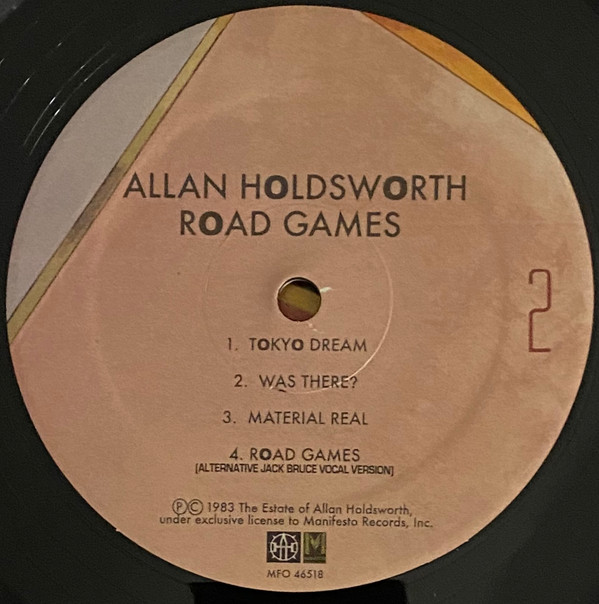 ALLAN HOLDSWORTH
ROAD GAMES
2
1. TOKYO DREAM
2. WAS THERE?
3. MATERIAL REAL
4. ROAD GAMES
[ALTERNATIVE JACK BRUCE VOCAL VERSION]
℗© 1983 The Estate of Allan Holdsworth,
under exclusive license to Manifesto Records, Inc.
AH M
MFO 46518